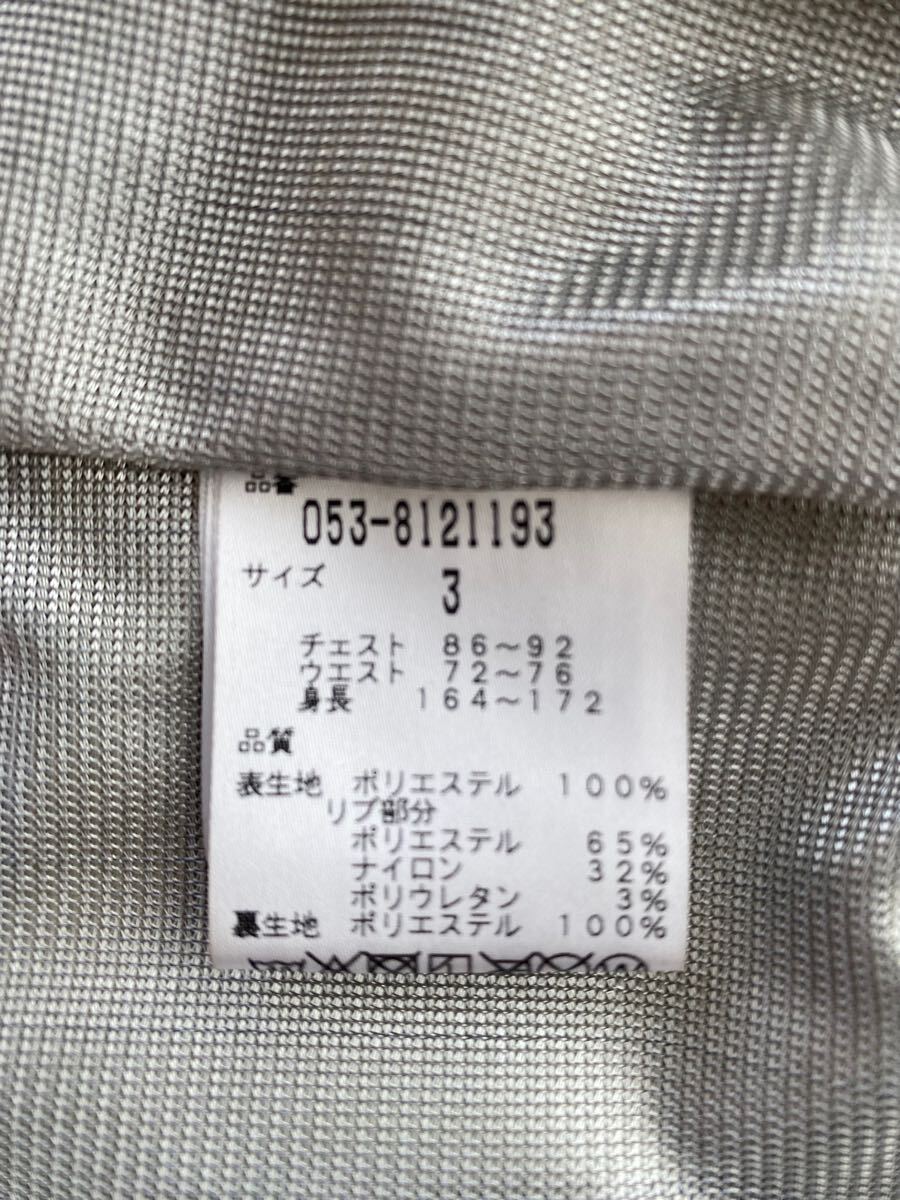 品番
053-8121193
サイズ 3
チェスト 86〜92
ウエスト 72〜76
身長 164〜172
品質
表生地 ポリエステル 100%
リブ部分
ポリエステル 65%
ナイロン 32%
ポリウレタン 3%
裏生地 ポリエステル 100%